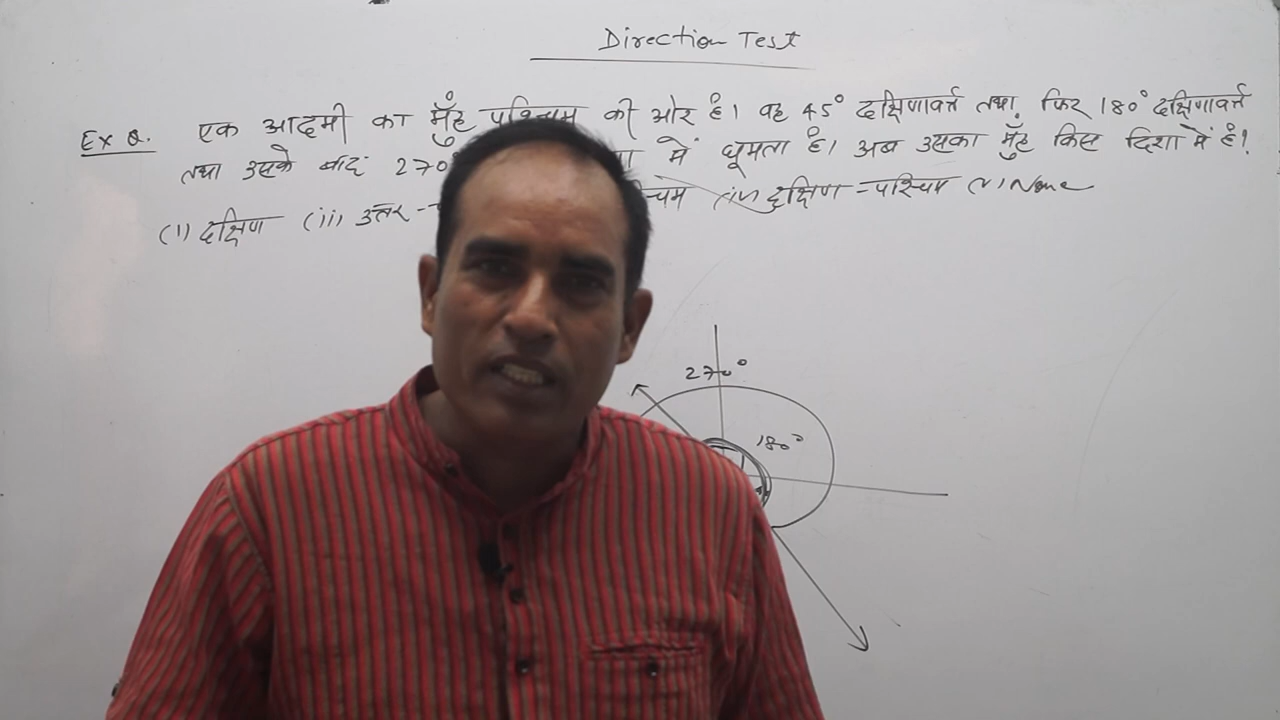 Direction Test
Ex Q. एक आदमी का मुँह पश्चिम की ओर है। वह 45° दक्षिणावर्त्त तथा फिर 180° दक्षिणावर्त्त
तथा उसके बाद 270° में घूमता है। अब उसका मुँह किस दिशा में है?
(i) दक्षिण (ii) उत्तर- (iv) दक्षिण-पश्चिम (v) None
270°
180°